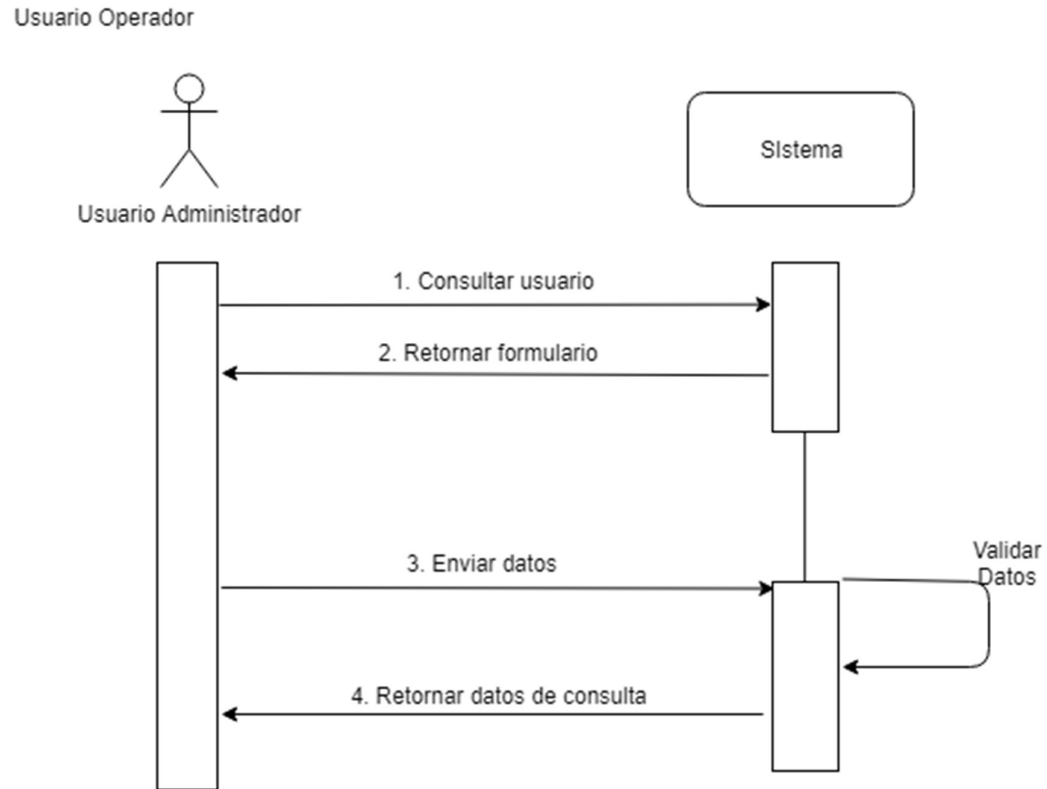 Usuario Operador
SIstema
Usuario Administrador
1. Consultar usuario
2. Retornar formulario
3. Enviar datos
Validar
Datos
4. Retornar datos de consulta